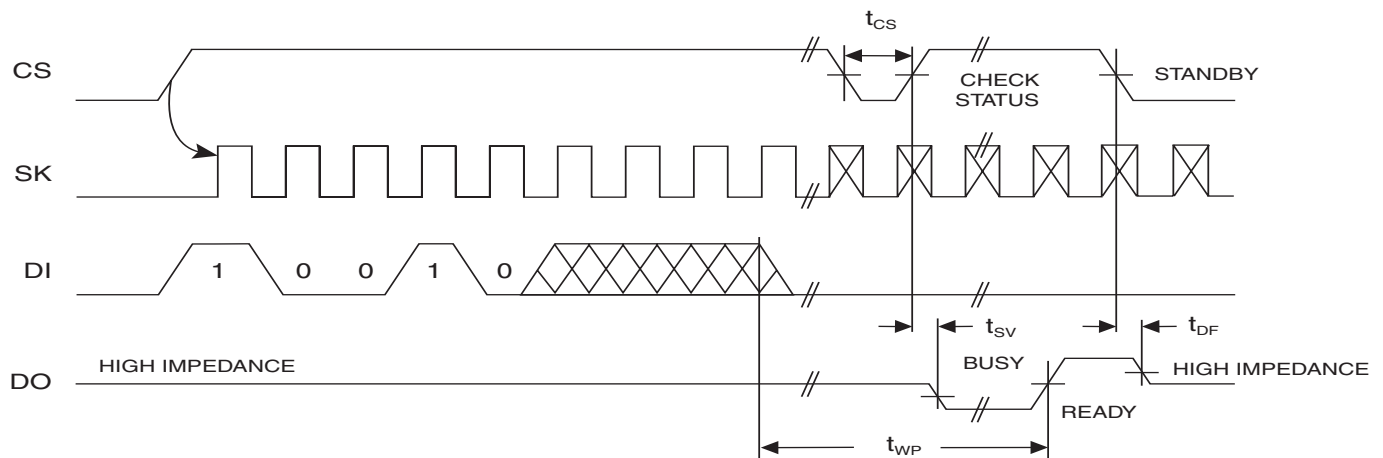 tCS
CS
CHECK STATUS
STANDBY
SK
DI
1 0 0 1 0
tSV
tDF
HIGH IMPEDANCE
BUSY
HIGH IMPEDANCE
DO
READY
tWP